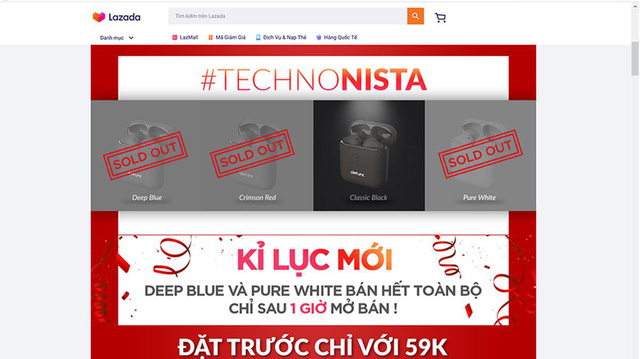 Lazada
Tìm kiếm trên Lazada
Danh mục
LazMall
Mã Giảm Giá
Dịch Vụ & Nạp Thẻ
Hàng Quốc Tế
#TECHNONISTA
SOLD OUT
SOLD OUT
SOLD OUT
defunc
Deep Blue
Crimson Red
Classic Black
Pure White
KỈ LỤC MỚI
DEEP BLUE VÀ PURE WHITE BÁN HẾT TOÀN BỘ
CHỈ SAU 1 GIỜ MỞ BÁN !
ĐẶT TRƯỚC CHỈ VỚI 59K